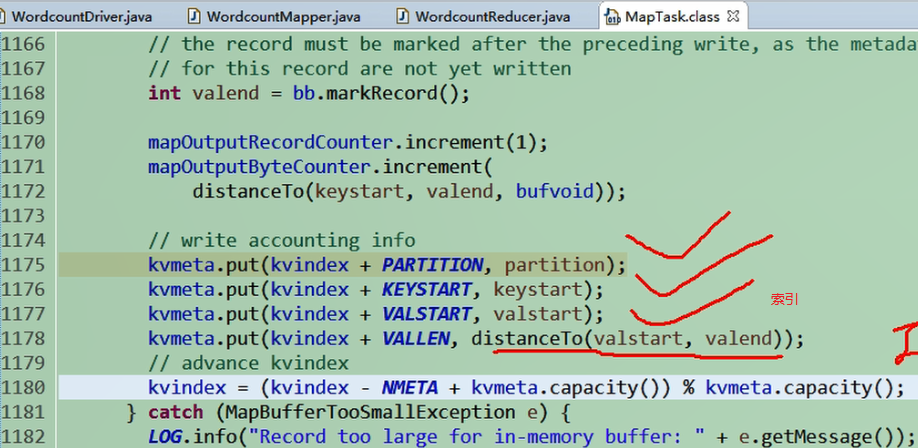 WordcountDriver.java WordcountMapper.java WordcountReducer.java MapTask.class
1166 // the record must be marked after the preceding write, as the metada
1167 // for this record are not yet written
1168 int valend = bb.markRecord();
1169
1170 mapOutputRecordCounter.increment(1);
1171 mapOutputByteCounter.increment(
1172 distanceTo(keystart, valend, bufvoid));
1173
1174 // write accounting info
1175 kvmeta.put(kvindex + PARTITION, partition);
1176 kvmeta.put(kvindex + KEYSTART, keystart);
1177 kvmeta.put(kvindex + VALSTART, valstart);
索引
1178 kvmeta.put(kvindex + VALLEN, distanceTo(valstart, valend));
1179 // advance kvindex
1180 kvindex = (kvindex - NMETA + kvmeta.capacity()) % kvmeta.capacity();
1181 } catch (MapBufferTooSmallException e) {
1182 LOG.info("Record too large for in-memory buffer: " + e.getMessage());